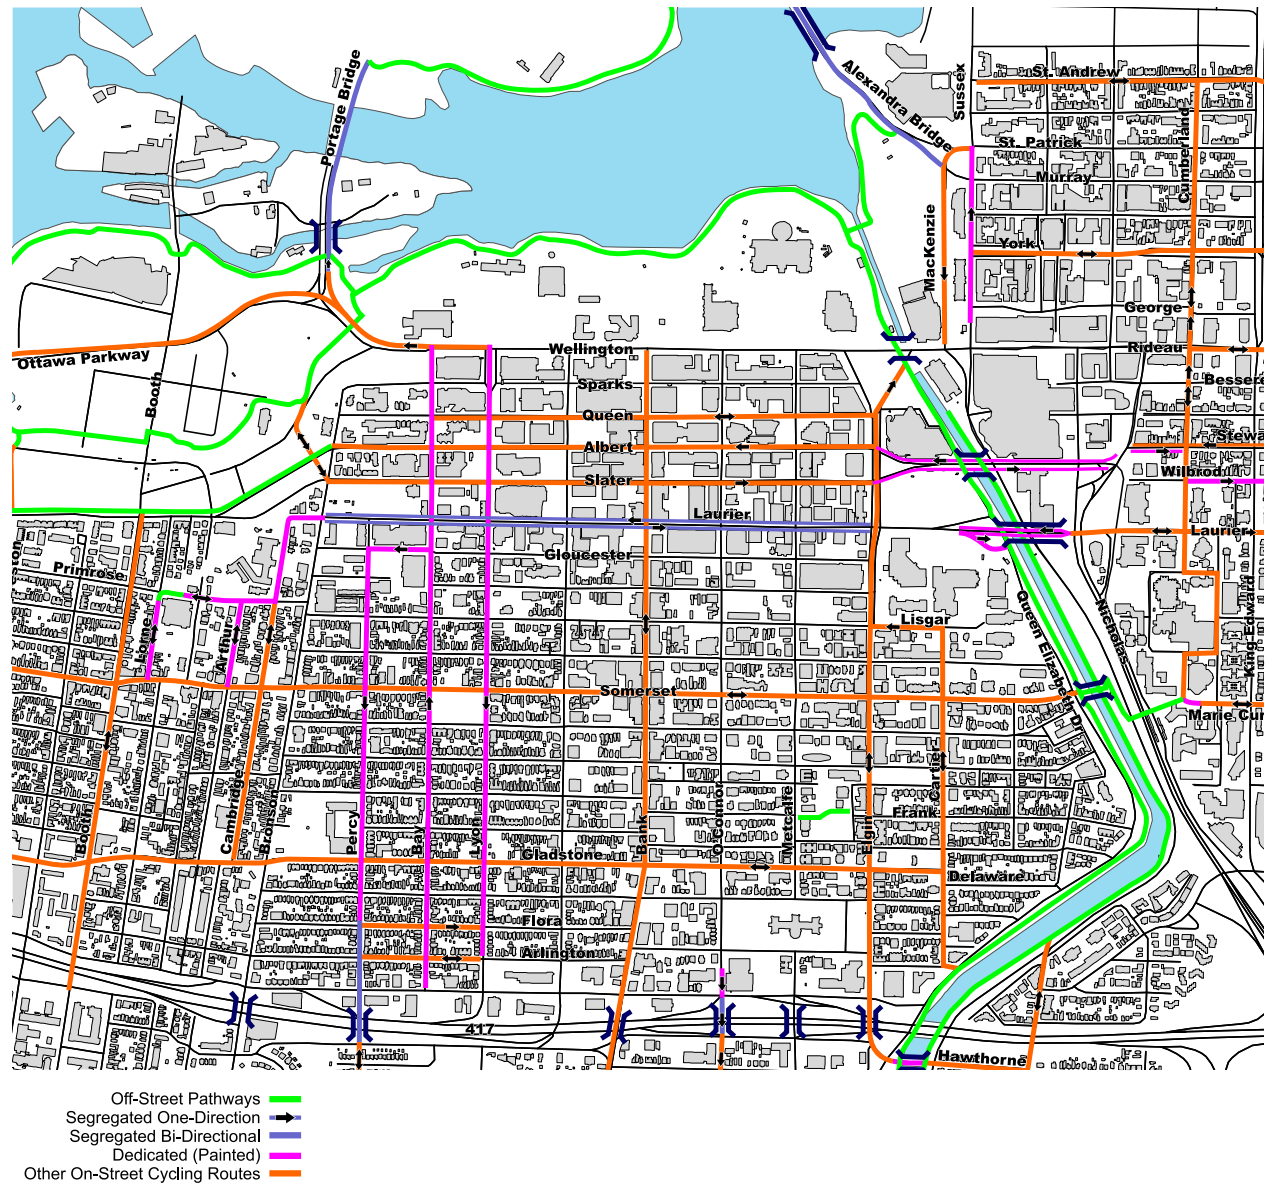 Portage Bridge
Alexandra Bridge
Sussex
St. Andrew
Cumberland
St. Patrick
Murray
MacKenzie
York
George
Rideau
Besserer
Ottawa Parkway
Booth
Wellington
Sparks
Queen
Albert
Slater
Laurier
Gloucester
Stewa
Wilbrod
Laurier
Primrose
Lorne
Arthur
Lisgar
Queen Elizabeth Dr
Nicholas
King Edward
Somerset
Marie Cur
Booth
Cambridge
Bronson
Percy
Bay
Lyon
Bank
O'Connor
Metcalfe
Elgin
Cartier
Frank
Gladstone
Delaware
Flora
Arlington
417
Hawthorne
Off-Street Pathways
Segregated One-Direction
Segregated Bi-Directional
Dedicated (Painted)
Other On-Street Cycling Routes